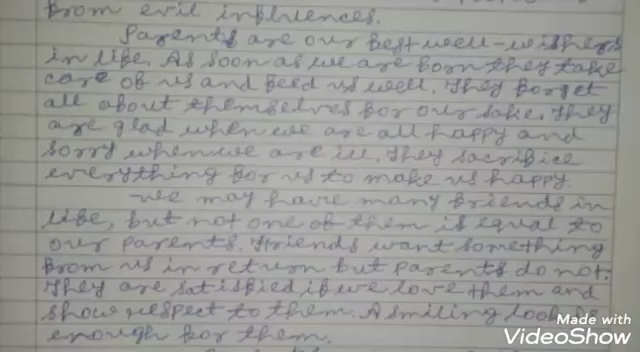 from evil influences.
Parents are our best well-wishers
in life. As soon as we are born they take
care of us and feed us well. They forget
all about themselves for our sake. They
are glad when we are all happy and
sorry when we are ill. They sacrifice
everything for us to make us happy.
We may have many friends in
life, but not one of them is equal to
our parents. Friends want something
from us in return but parents do not.
They are satisfied if we love them and
show respect to them. A smiling look is
enough for them.
Made with
VideoShow